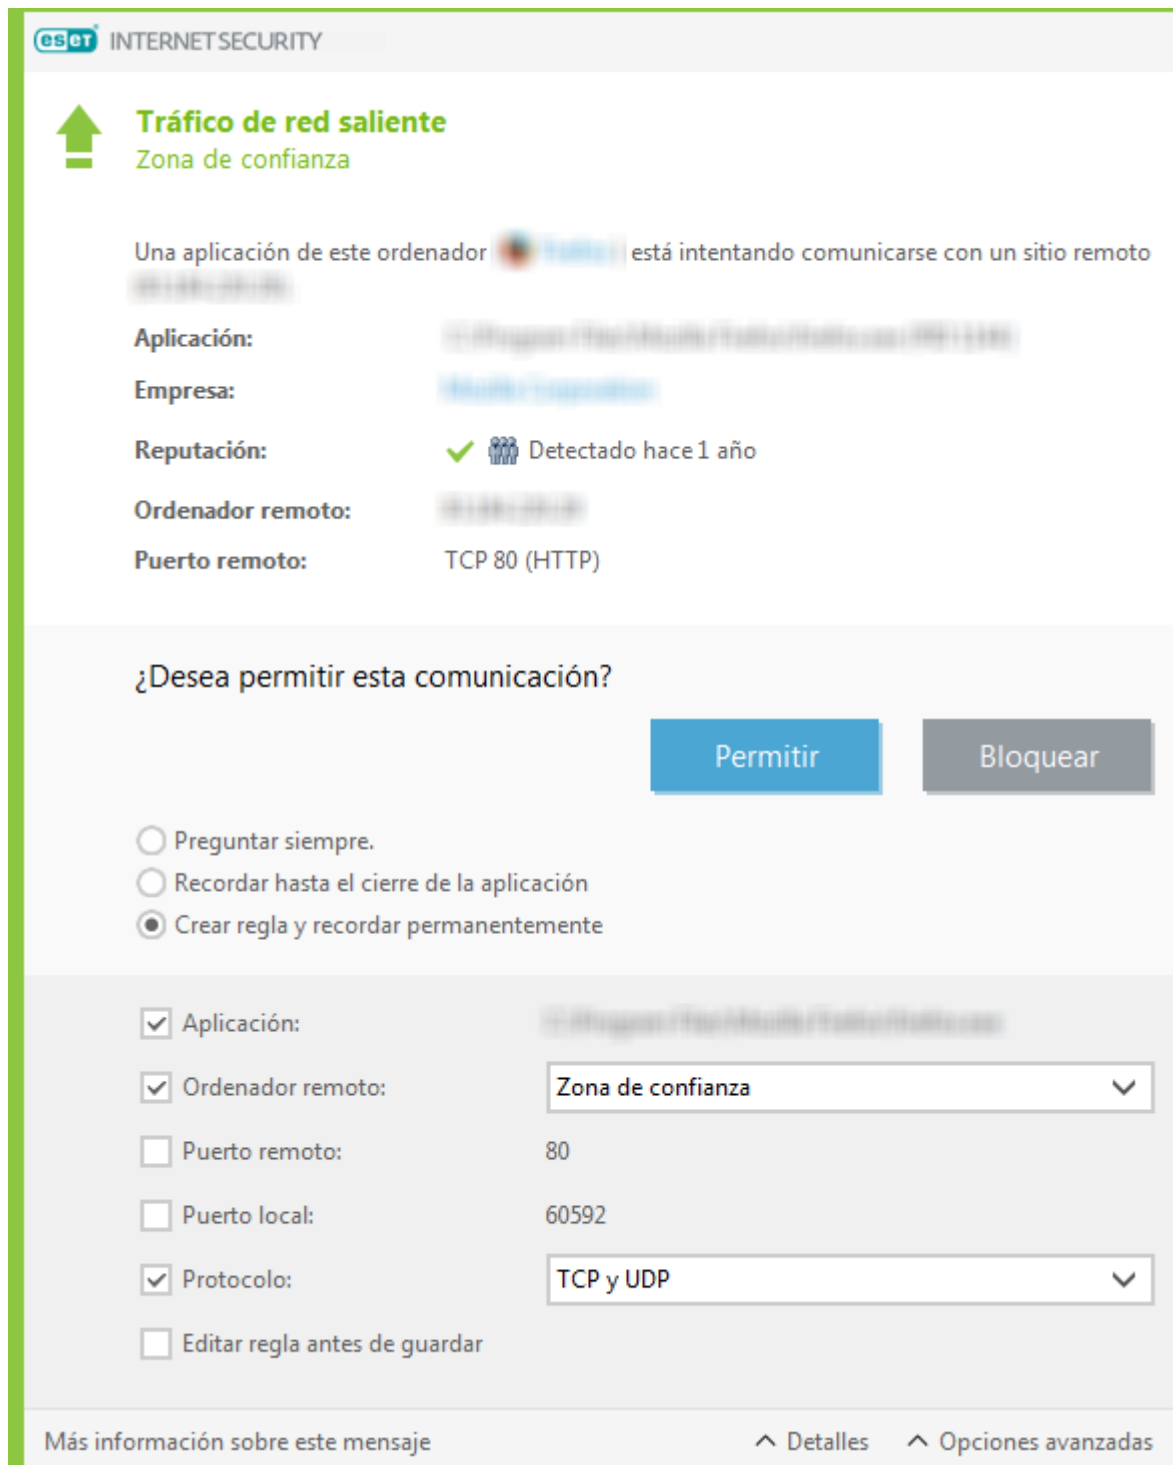 eset INTERNET SECURITY
Tráfico de red saliente
Zona de confianza
Una aplicación de este ordenador está intentando comunicarse con un sitio remoto
Aplicación:
Empresa:
Reputación: Detectado hace 1 año
Ordenador remoto:
Puerto remoto: TCP 80 (HTTP)
¿Desea permitir esta comunicación?
Permitir Bloquear
Preguntar siempre.
Recordar hasta el cierre de la aplicación
Crear regla y recordar permanentemente
Aplicación:
Ordenador remoto: Zona de confianza
Puerto remoto: 80
Puerto local: 60592
Protocolo: TCP y UDP
Editar regla antes de guardar
Más información sobre este mensaje Detalles Opciones avanzadas